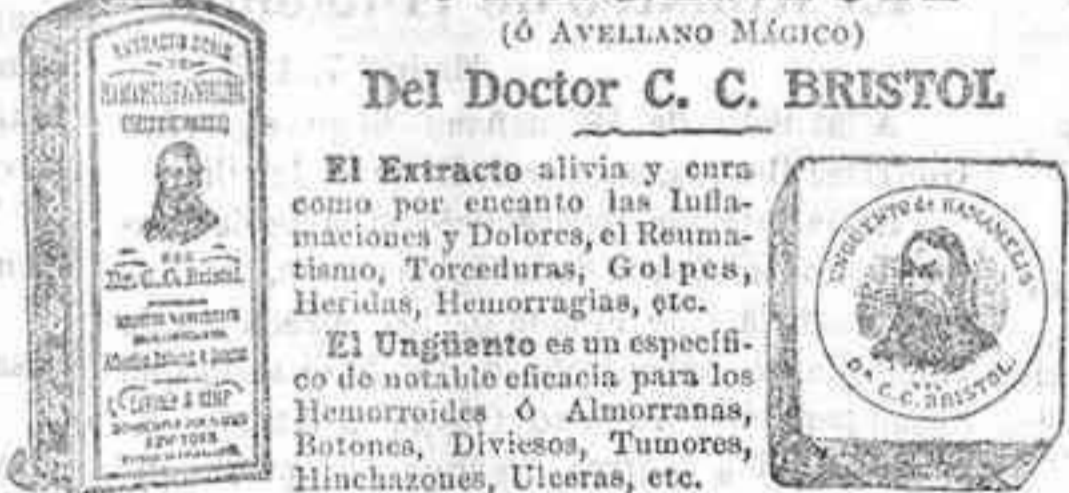 (ó AVELLANO MÁGICO)
Del Doctor C. C. BRISTOL
El Extracto alivia y cura
como por encanto las Infla-
maciones y Dolores, el Reuma-
tismo, Torceduras, Golpes,
Heridas, Hemorragias, etc.
El Ungüento es un específi-
co de notable eficacia para los
Hemorroides ó Almorranas,
Botones, Diviesos, Tumores,
Hinchazones, Ulceras, etc.
EXTRACTO DOBLE
DE
Dr. C. C. Bristol.
LANMAN & KEMP
NEW YORK
UNGÜENTO de HAMAMELIS
DEL
Dr. C. C. BRISTOL